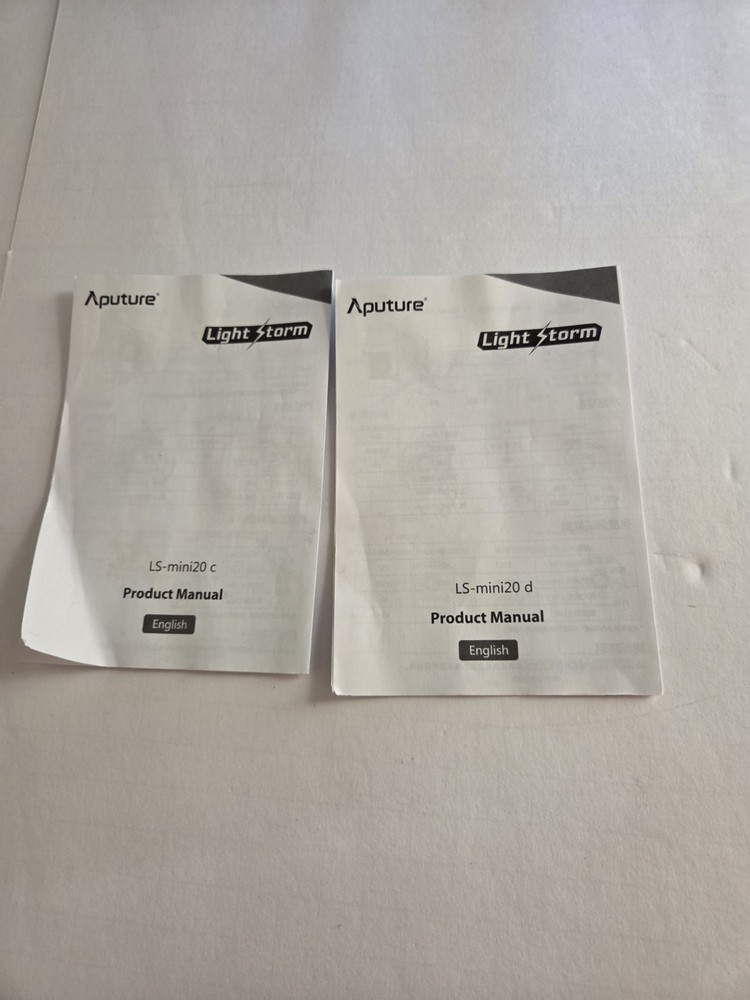 Aputure®
Light Storm
LS-mini20 c
Product Manual
English
Aputure®
Light Storm
LS-mini20 d
Product Manual
English